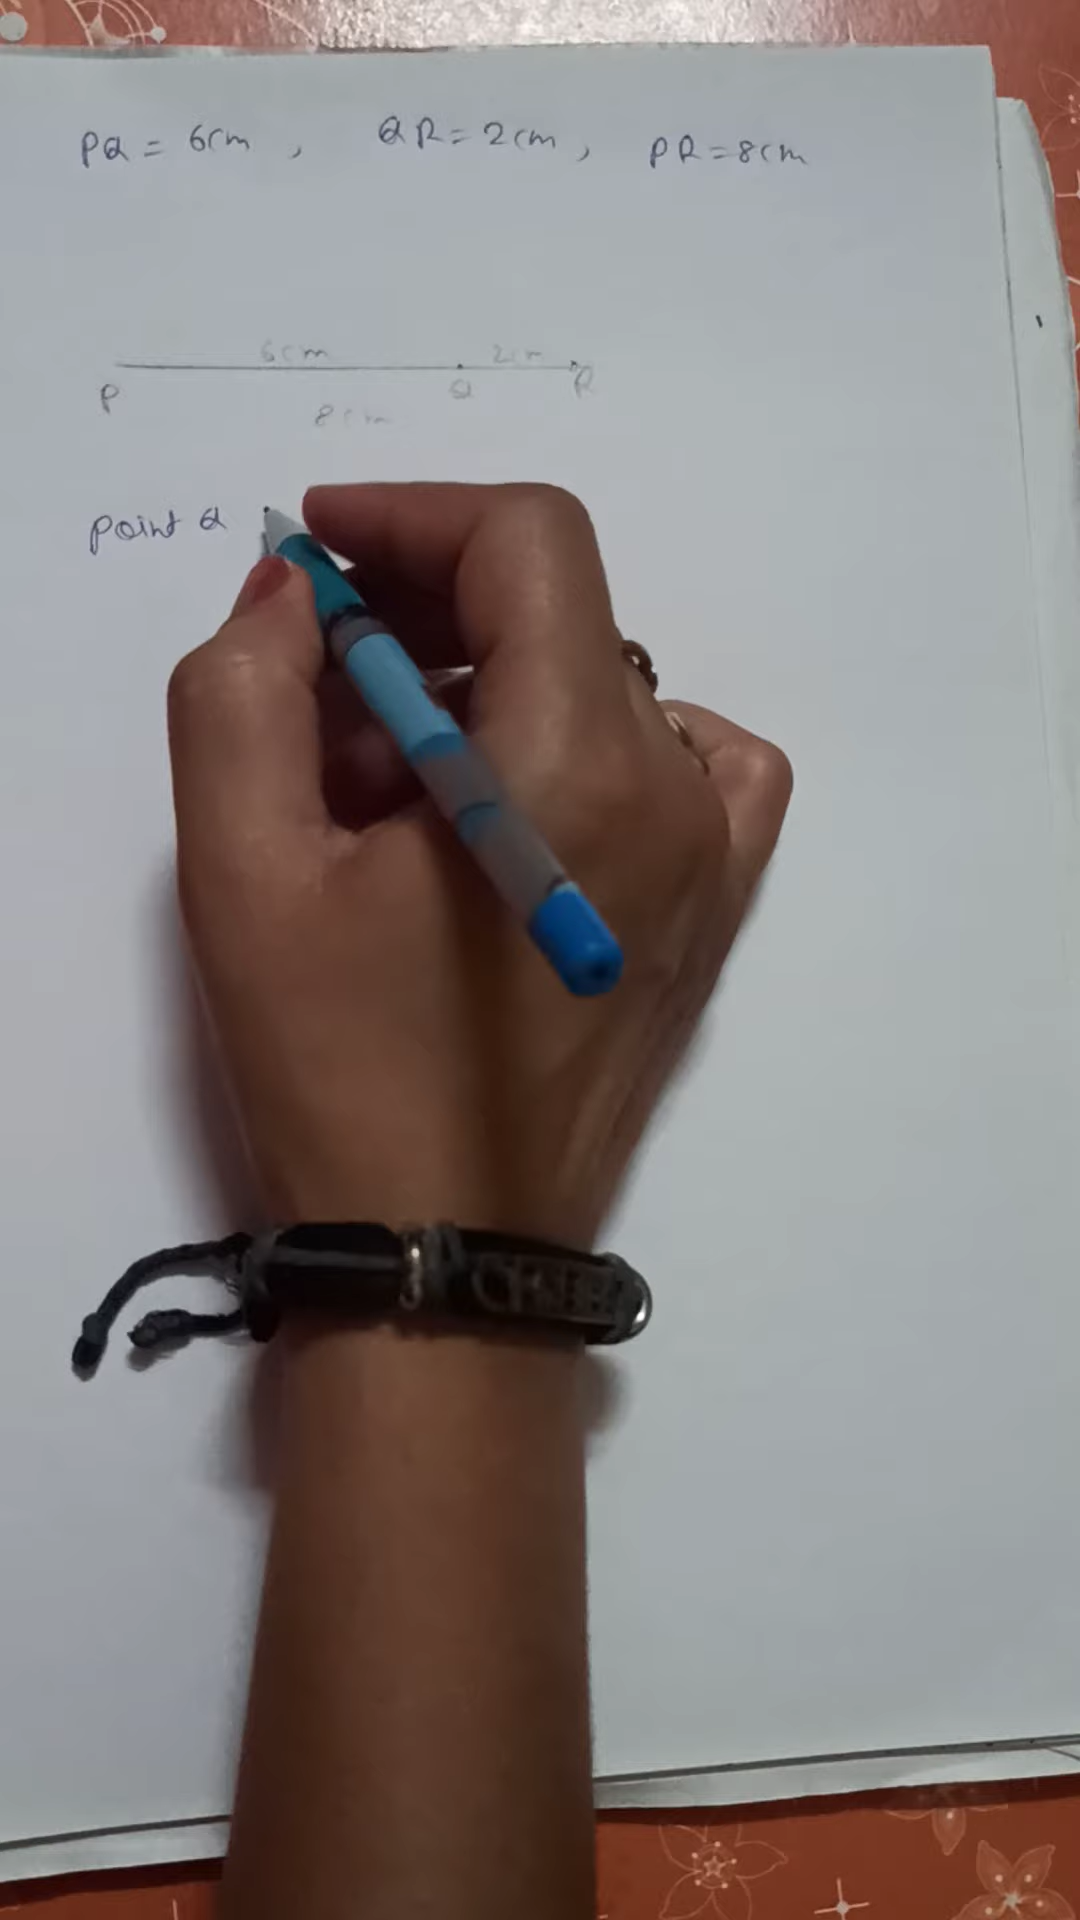 PQ = 6cm , QR = 2cm , PR = 8cm
6cm 2cm
P Q R
8cm
point Q